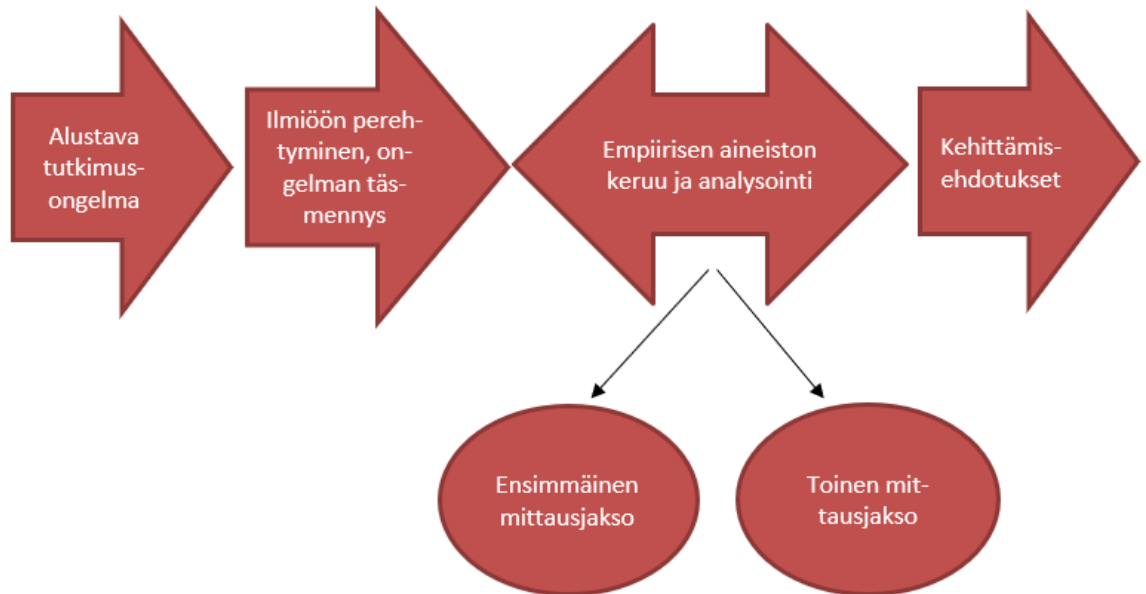 Alustava
tutkimus-
ongelma
Ilmiöön pereh-
tyminen, on-
gelman täs-
mennys
Empiirisen aineiston
keruu ja analysointi
Kehittämis-
ehdotukset
Ensimmäinen
mittausjakso
Toinen mit-
tausjakso